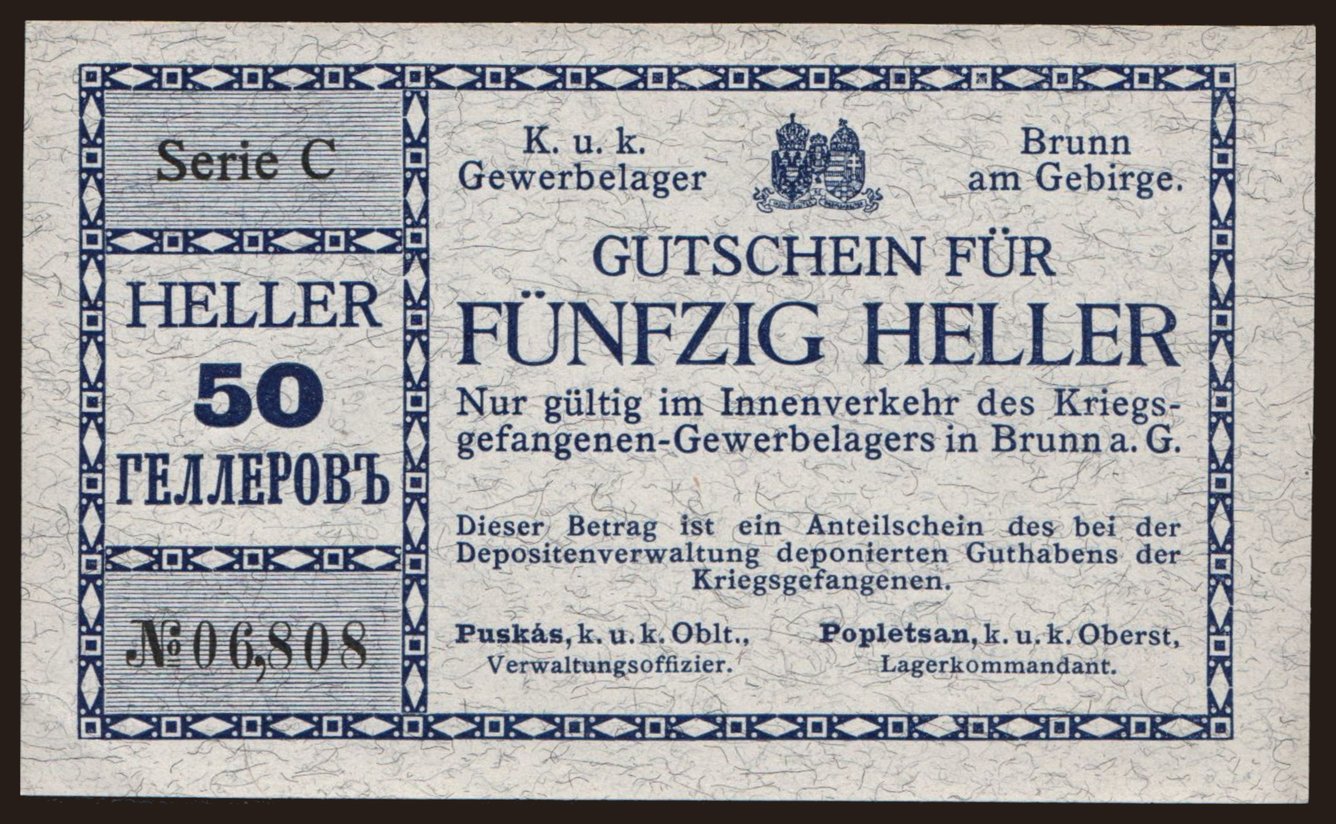 Serie C
HELLER
50
ГЕЛЛЕРОВЪ
№ 06,808
K. u. k.
Gewerbelager
Brunn
am Gebirge.
GUTSCHEIN FÜR
FÜNFZIG HELLER
Nur gültig im Innenverkehr des Kriegs-
gefangenen-Gewerbelagers in Brunn a. G.
Dieser Betrag ist ein Anteilschein des bei der
Depositenverwaltung deponierten Guthabens der
Kriegsgefangenen.
Puskás, k. u. k. Oblt.,
Verwaltungsoffizier.
Popletsan, k. u. k. Oberst,
Lagerkommandant.